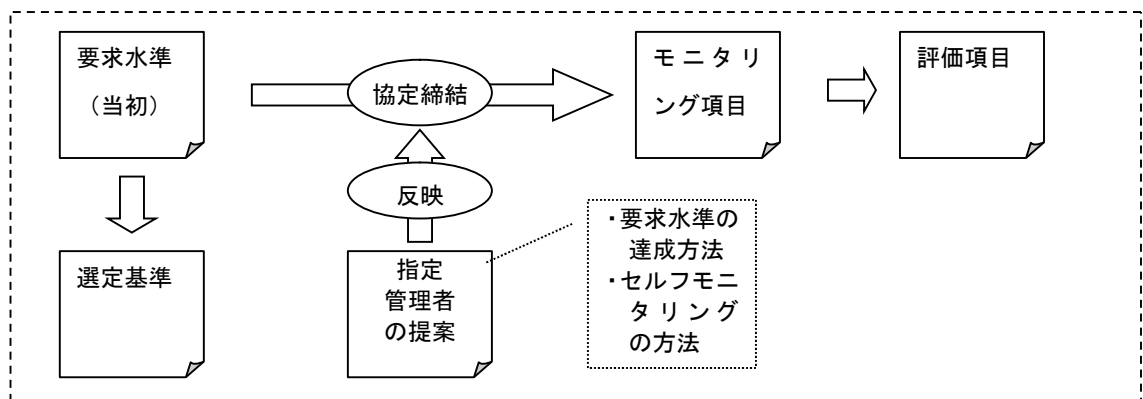 要求水準
（当初）
協定締結
モニタリ
ング項目
評価項目
反映
選定基準
指定
管理者
の提案
・要求水準の
達成方法
・セルフモニ
タリング
の方法